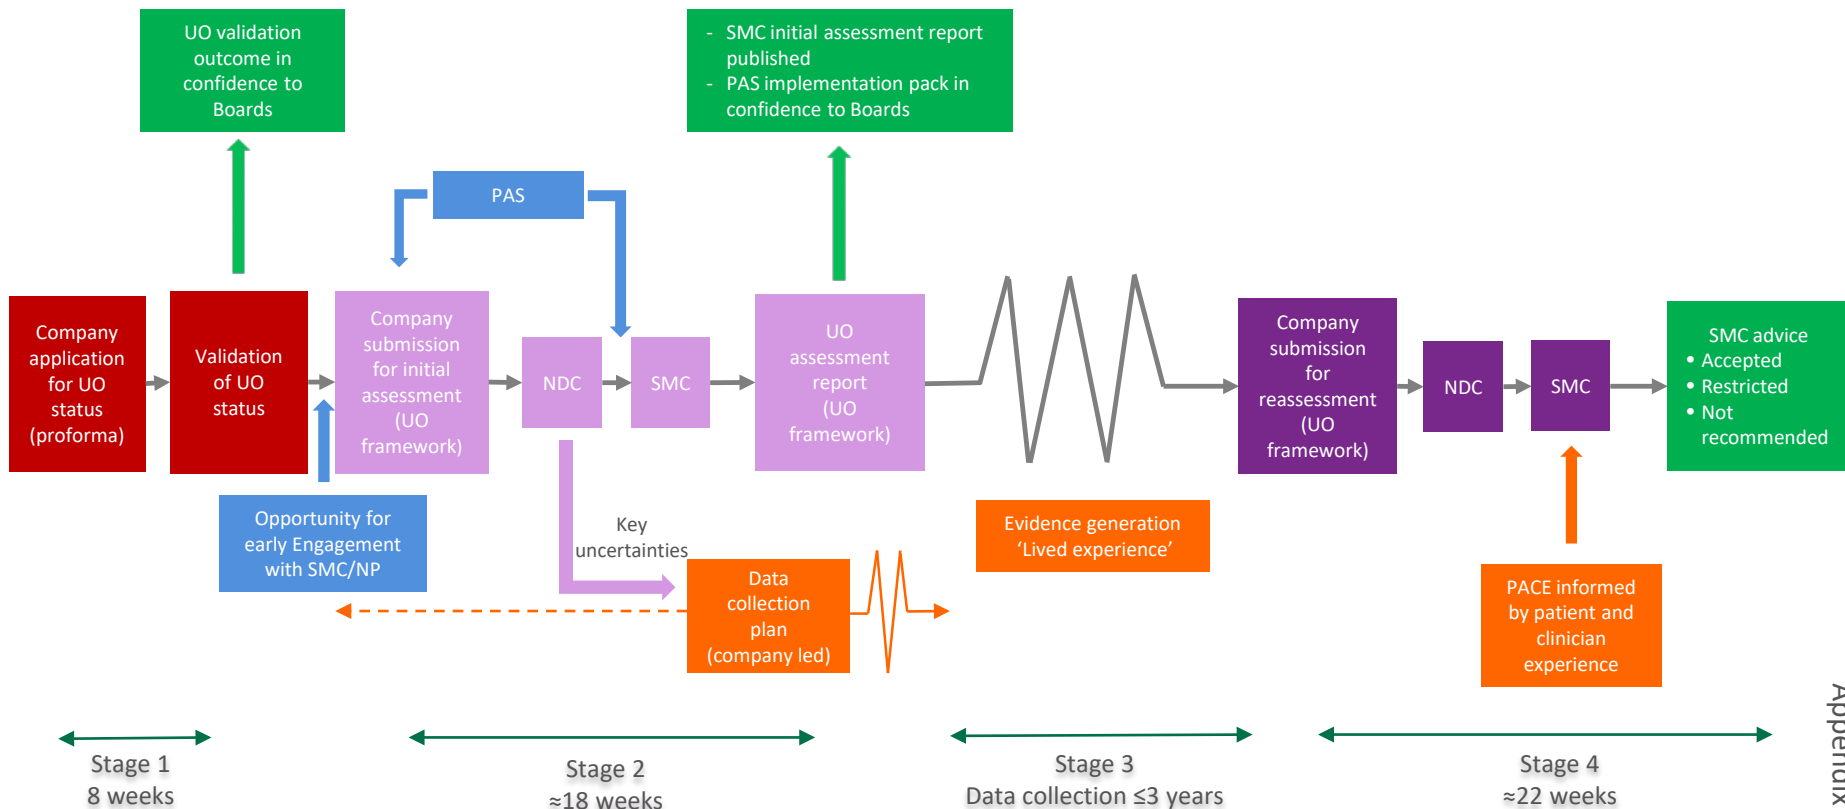 UO validation
outcome in
confidence to
Boards
- SMC initial assessment report
published
- PAS implementation pack in
confidence to Boards
PAS
Company
application
for UO
status
(proforma)
Validation
of UO
status
Company
submission
for initial
assessment
(UO
framework)
NDC
SMC
UO
assessment
report
(UO
framework)
Company
submission
for
reassessment
(UO
framework)
NDC
SMC
SMC advice
• Accepted
• Restricted
• Not
recommended
Opportunity for
early Engagement
with SMC/NP
Key
uncertainties
Data
collection
plan
(company led)
Evidence generation
‘Lived experience’
PACE informed
by patient and
clinician
experience
Stage 1
8 weeks
Stage 2
≈18 weeks
Stage 3
Data collection ≤3 years
Stage 4
≈22 weeks
Appendix